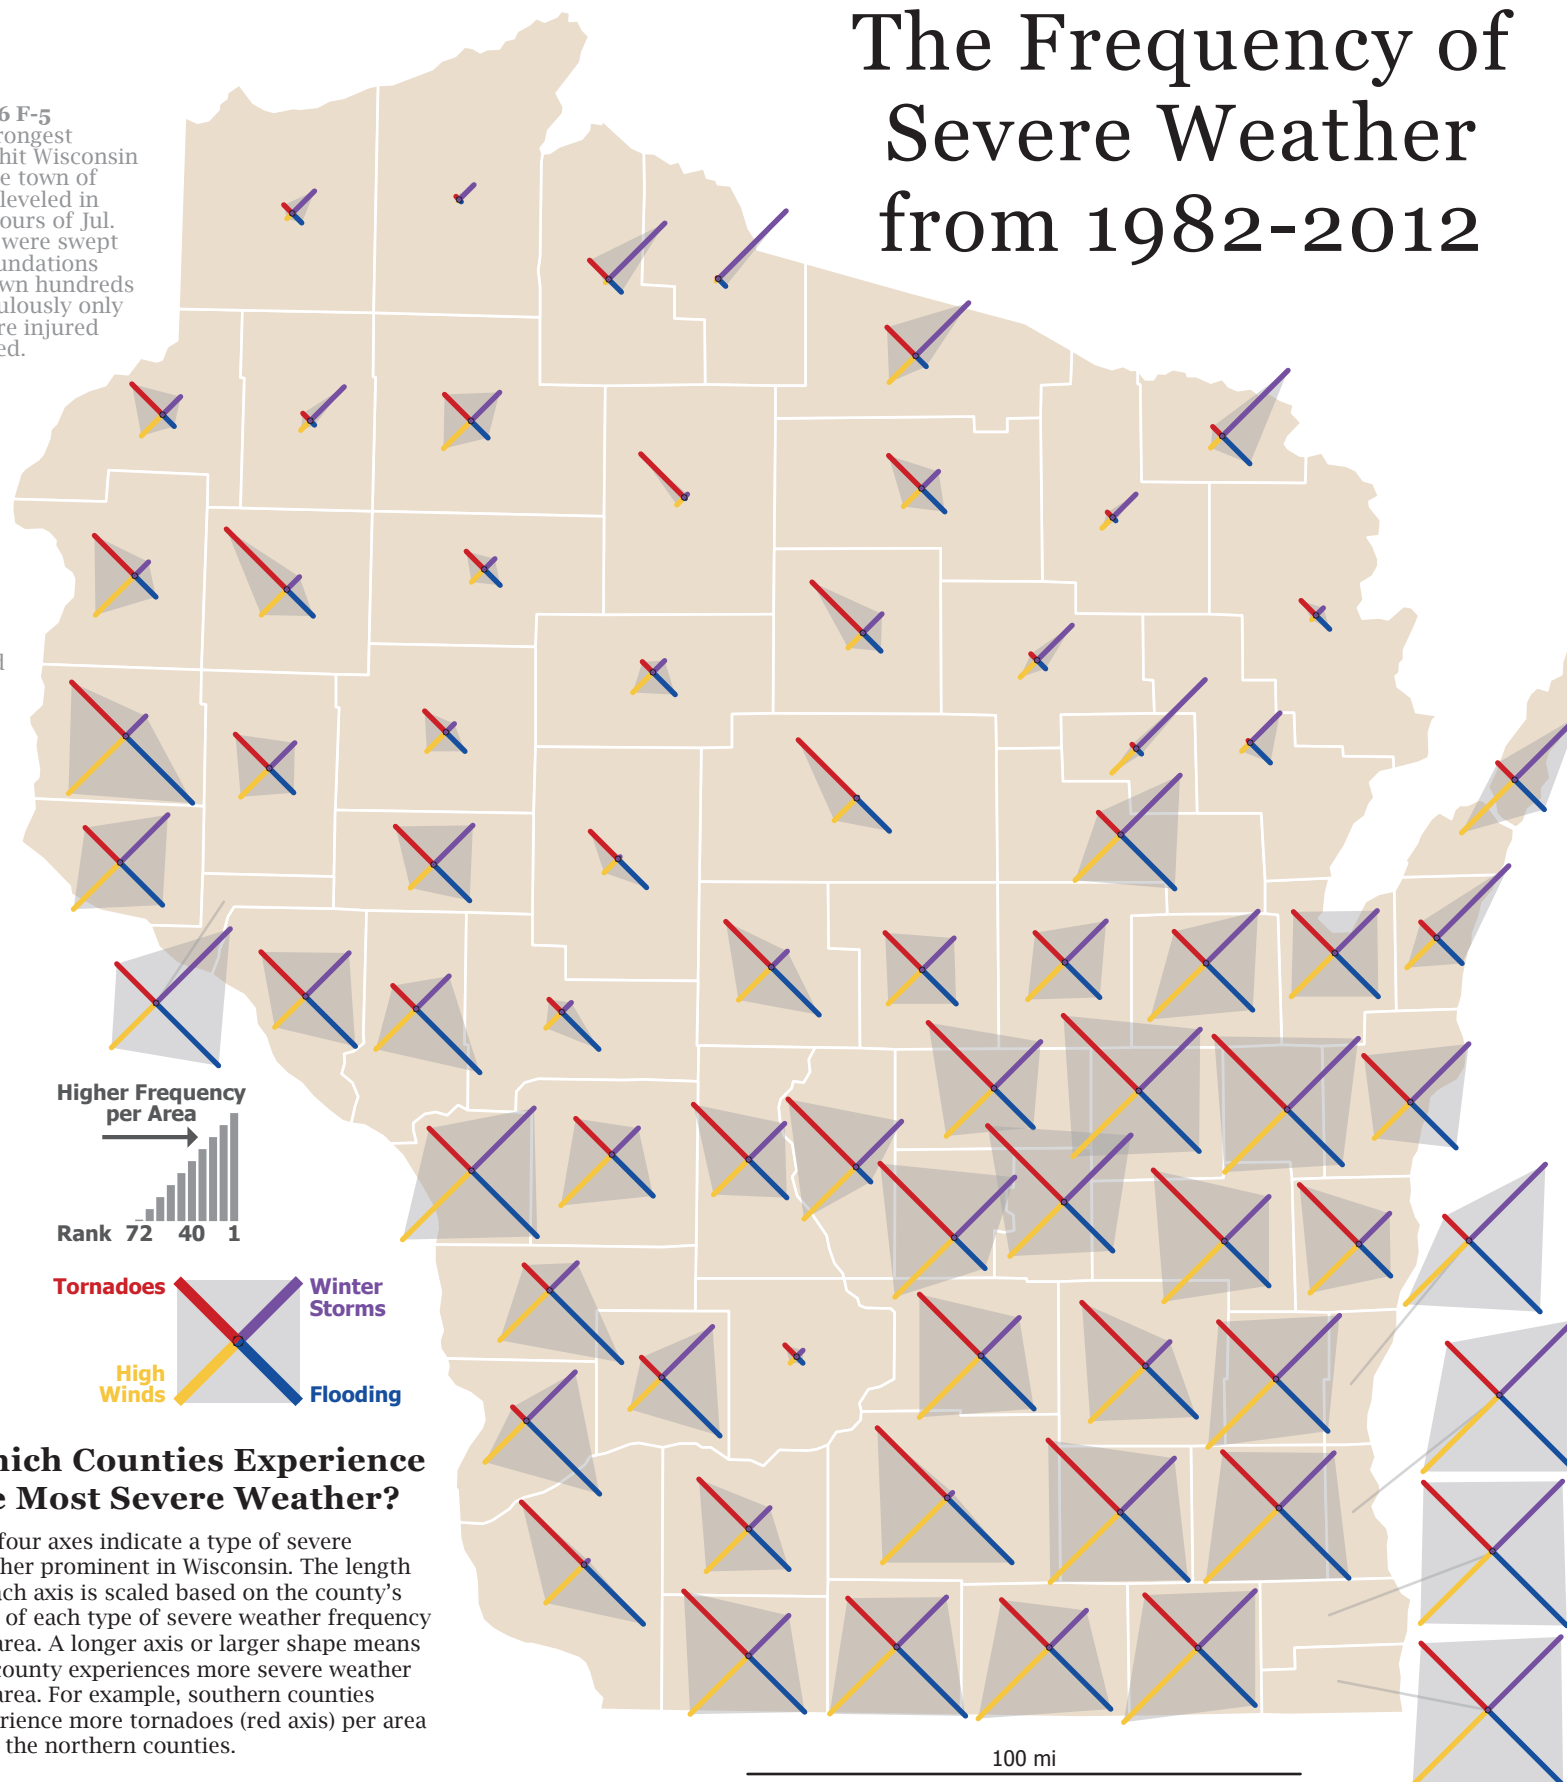 The Frequency of
Severe Weather
from 1982-2012
6 F-5
rongest
hit Wisconsin
e town of
leveled in
ours of Jul.
were swept
undations
wn hundreds
ulously only
re injured
ed.
d
Higher Frequency
per Area
Rank 72 40 1
Tornadoes
Winter
Storms
High
Winds
Flooding
hich Counties Experience
e Most Severe Weather?
four axes indicate a type of severe
her prominent in Wisconsin. The length
ach axis is scaled based on the county’s
of each type of severe weather frequency
area. A longer axis or larger shape means
county experiences more severe weather
area. For example, southern counties
rience more tornadoes (red axis) per area
the northern counties.
100 mi